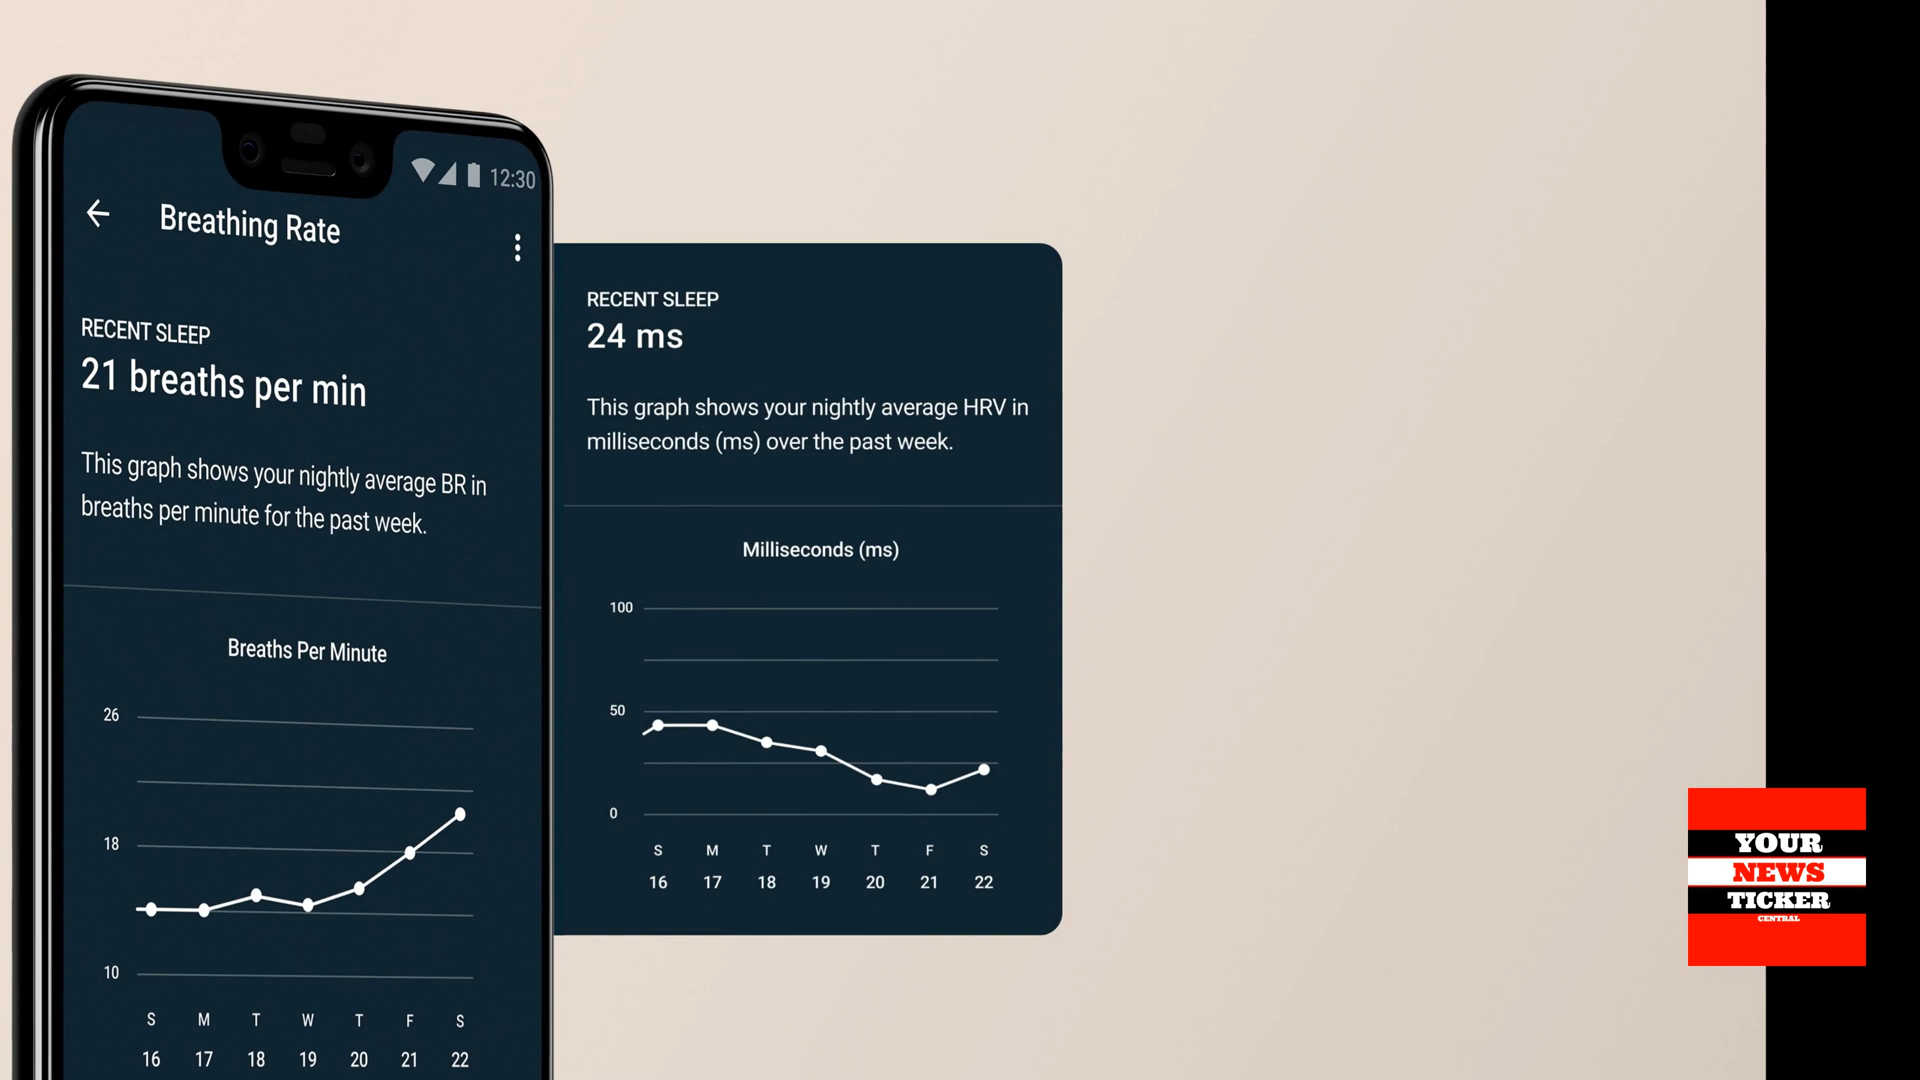 12:30
Breathing Rate
RECENT SLEEP
21 breaths per min
This graph shows your nightly average BR in
breaths per minute for the past week.
Breaths Per Minute
26
18
10
S M T W T F S
16 17 18 19 20 21 22
RECENT SLEEP
24 ms
This graph shows your nightly average HRV in
milliseconds (ms) over the past week.
Milliseconds (ms)
100
50
0
S M T W T F S
16 17 18 19 20 21 22
YOUR
NEWS
TICKER
CENTRAL